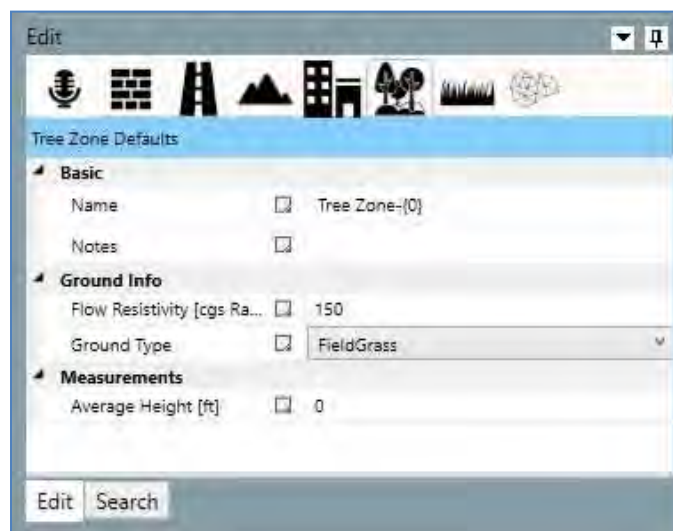 Edit
Tree Zone Defaults
Basic
Name Tree Zone-{0}
Notes
Ground Info
Flow Resistivity [cgs Ra... 150
Ground Type FieldGrass
Measurements
Average Height [ft] 0
Edit Search